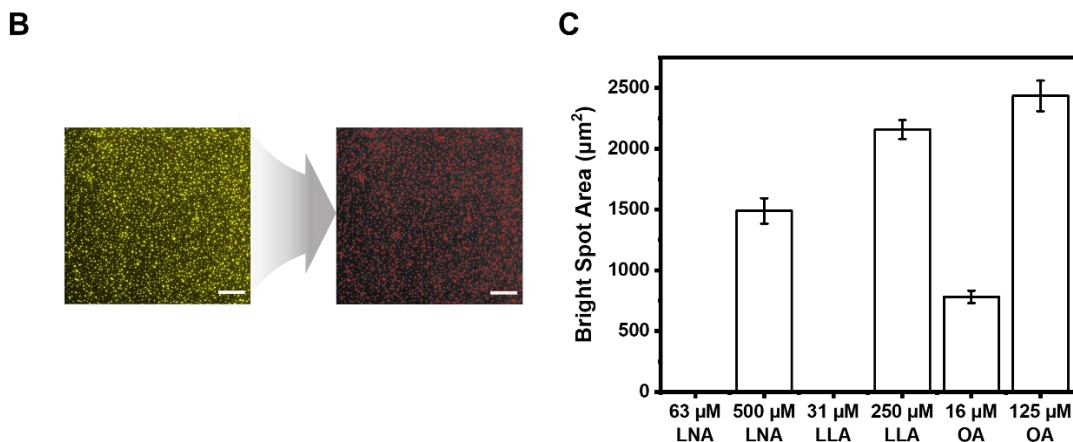 B
C
Bright Spot Area (µm²)
2500
2000
1500
1000
500
0
63 µM 500 µM 31 µM 250 µM 16 µM 125 µM
LNA LNA LLA LLA OA OA